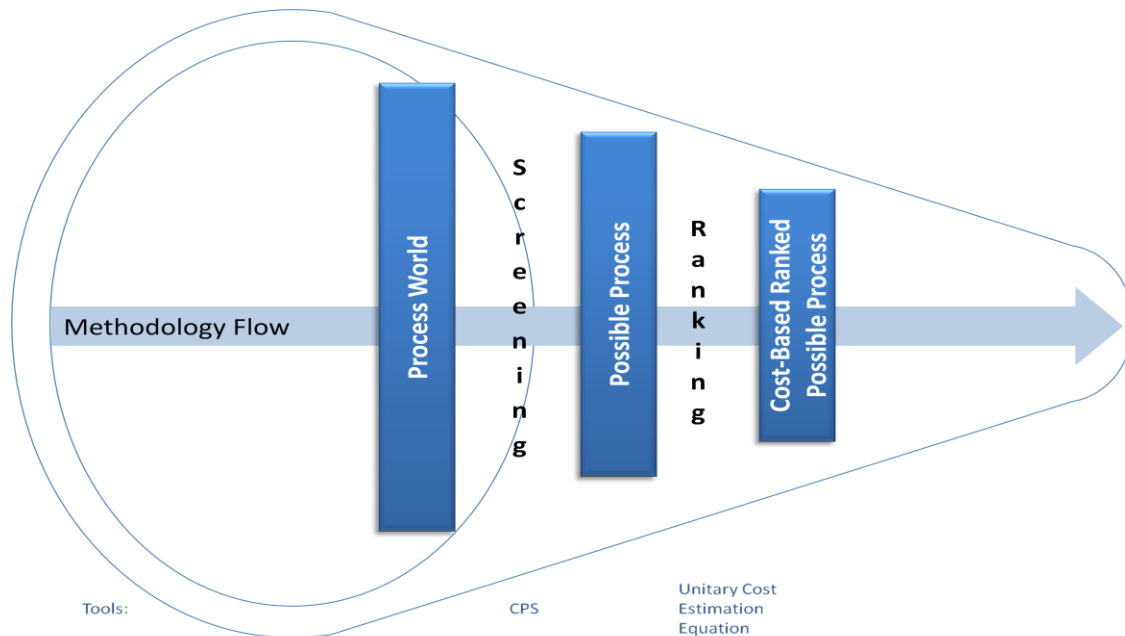 Methodology Flow
Process World
Screening
Possible Process
Ranking
Cost-Based Ranked
Possible Process
Tools:
CPS
Unitary Cost
Estimation
Equation